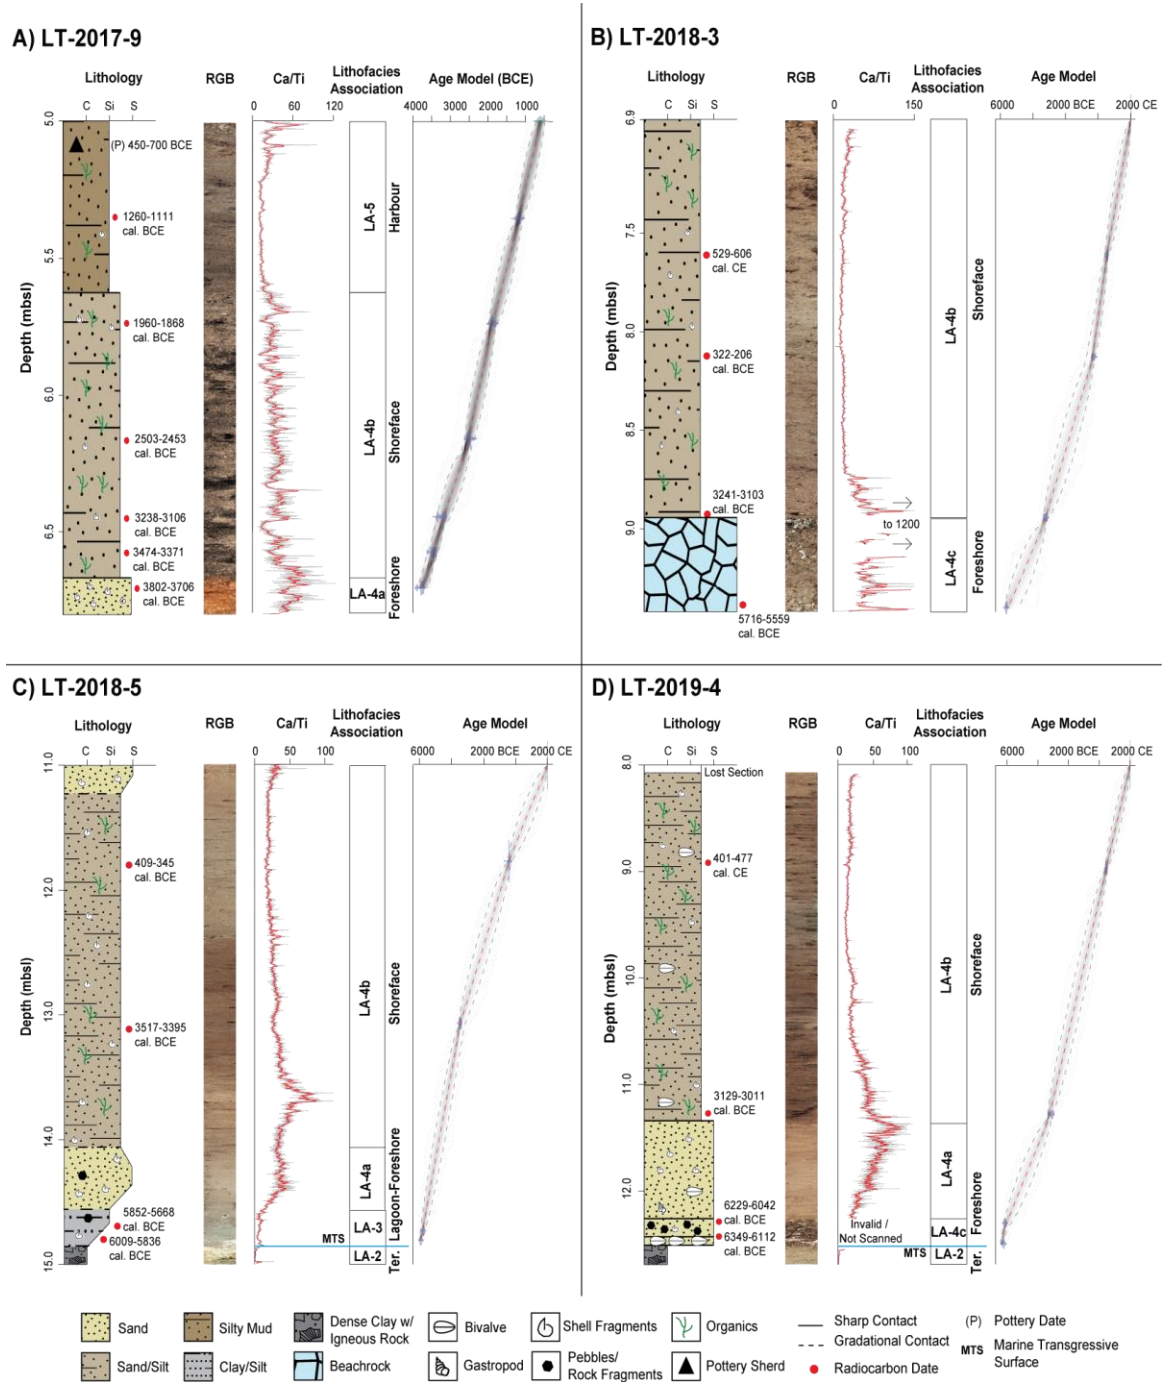 A) LT-2017-9
Lithology
RGB
Ca/Ti
Lithofacies
Association
Age Model (BCE)
C Si S
0 60 120
4000 3000 2000 1000
Depth (mbsl)
5.0
5.5
6.0
6.5
(P) 450-700 BCE
1260-1111
cal. BCE
1960-1868
cal. BCE
2503-2453
cal. BCE
3238-3106
cal. BCE
3474-3371
cal. BCE
3802-3706
cal. BCE
LA-5
Harbour
LA-4b
Shoreface
LA-4a
Foreshore
B) LT-2018-3
Lithology
RGB
Ca/Ti
Lithofacies
Association
Age Model
C Si S
0 150
6000 2000 BCE 2000 CE
Depth (mbsl)
6.9
7.5
8.0
8.5
9.0
529-606
cal. CE
322-206
cal. BCE
3241-3103
cal. BCE
5716-5559
cal. BCE
to 1200
LA-4b
Shoreface
LA-4c
Foreshore
C) LT-2018-5
Lithology
RGB
Ca/Ti
Lithofacies
Association
Age Model
C Si S
0 50 100
6000 2000 BCE 2000 CE
Depth (mbsl)
11.0
12.0
13.0
14.0
15.0
409-345
cal. BCE
3517-3395
cal. BCE
5852-5668
cal. BCE
6009-5836
cal. BCE
MTS
LA-4b
Shoreface
LA-4a
LA-3
Lagoon-Foreshore
LA-2
Ter.
D) LT-2019-4
Lithology
RGB
Ca/Ti
Lithofacies
Association
Age Model
C Si S
0 50 100
6000 2000 BCE 2000 CE
Depth (mbsl)
8.0
9.0
10.0
11.0
12.0
Lost Section
401-477
cal. CE
3129-3011
cal. BCE
6229-6042
cal. BCE
6349-6112
cal. BCE
Invalid /
Not Scanned
MTS
LA-4b
Shoreface
LA-4a
LA-4c
Foreshore
LA-2
Ter.
Sand
Silty Mud
Dense Clay w/
Igneous Rock
Bivalve
Shell Fragments
Organics
Sharp Contact
Gradational Contact
(P) Pottery Date
Sand/Silt
Clay/Silt
Beachrock
Gastropod
Pebbles/
Rock Fragments
Pottery Sherd
Radiocarbon Date
MTS Marine Transgressive
Surface